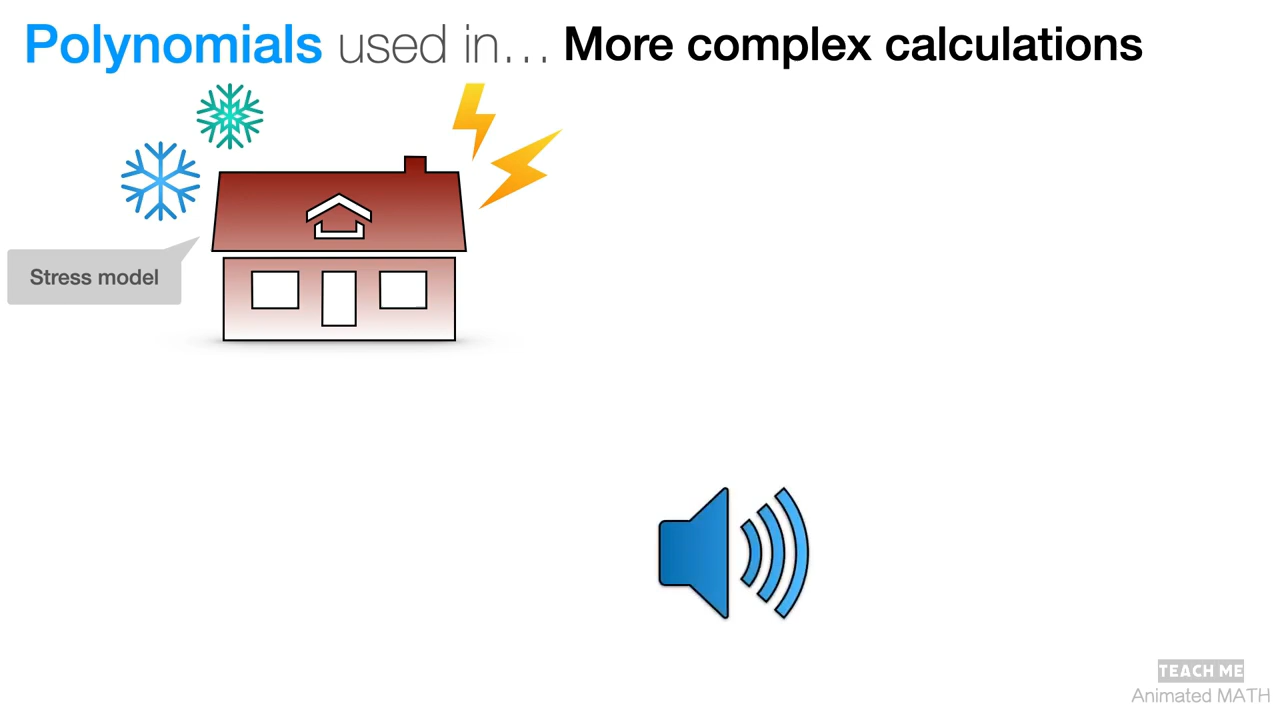 Polynomials used in... More complex calculations
Stress model
TEACH ME
Animated MATH